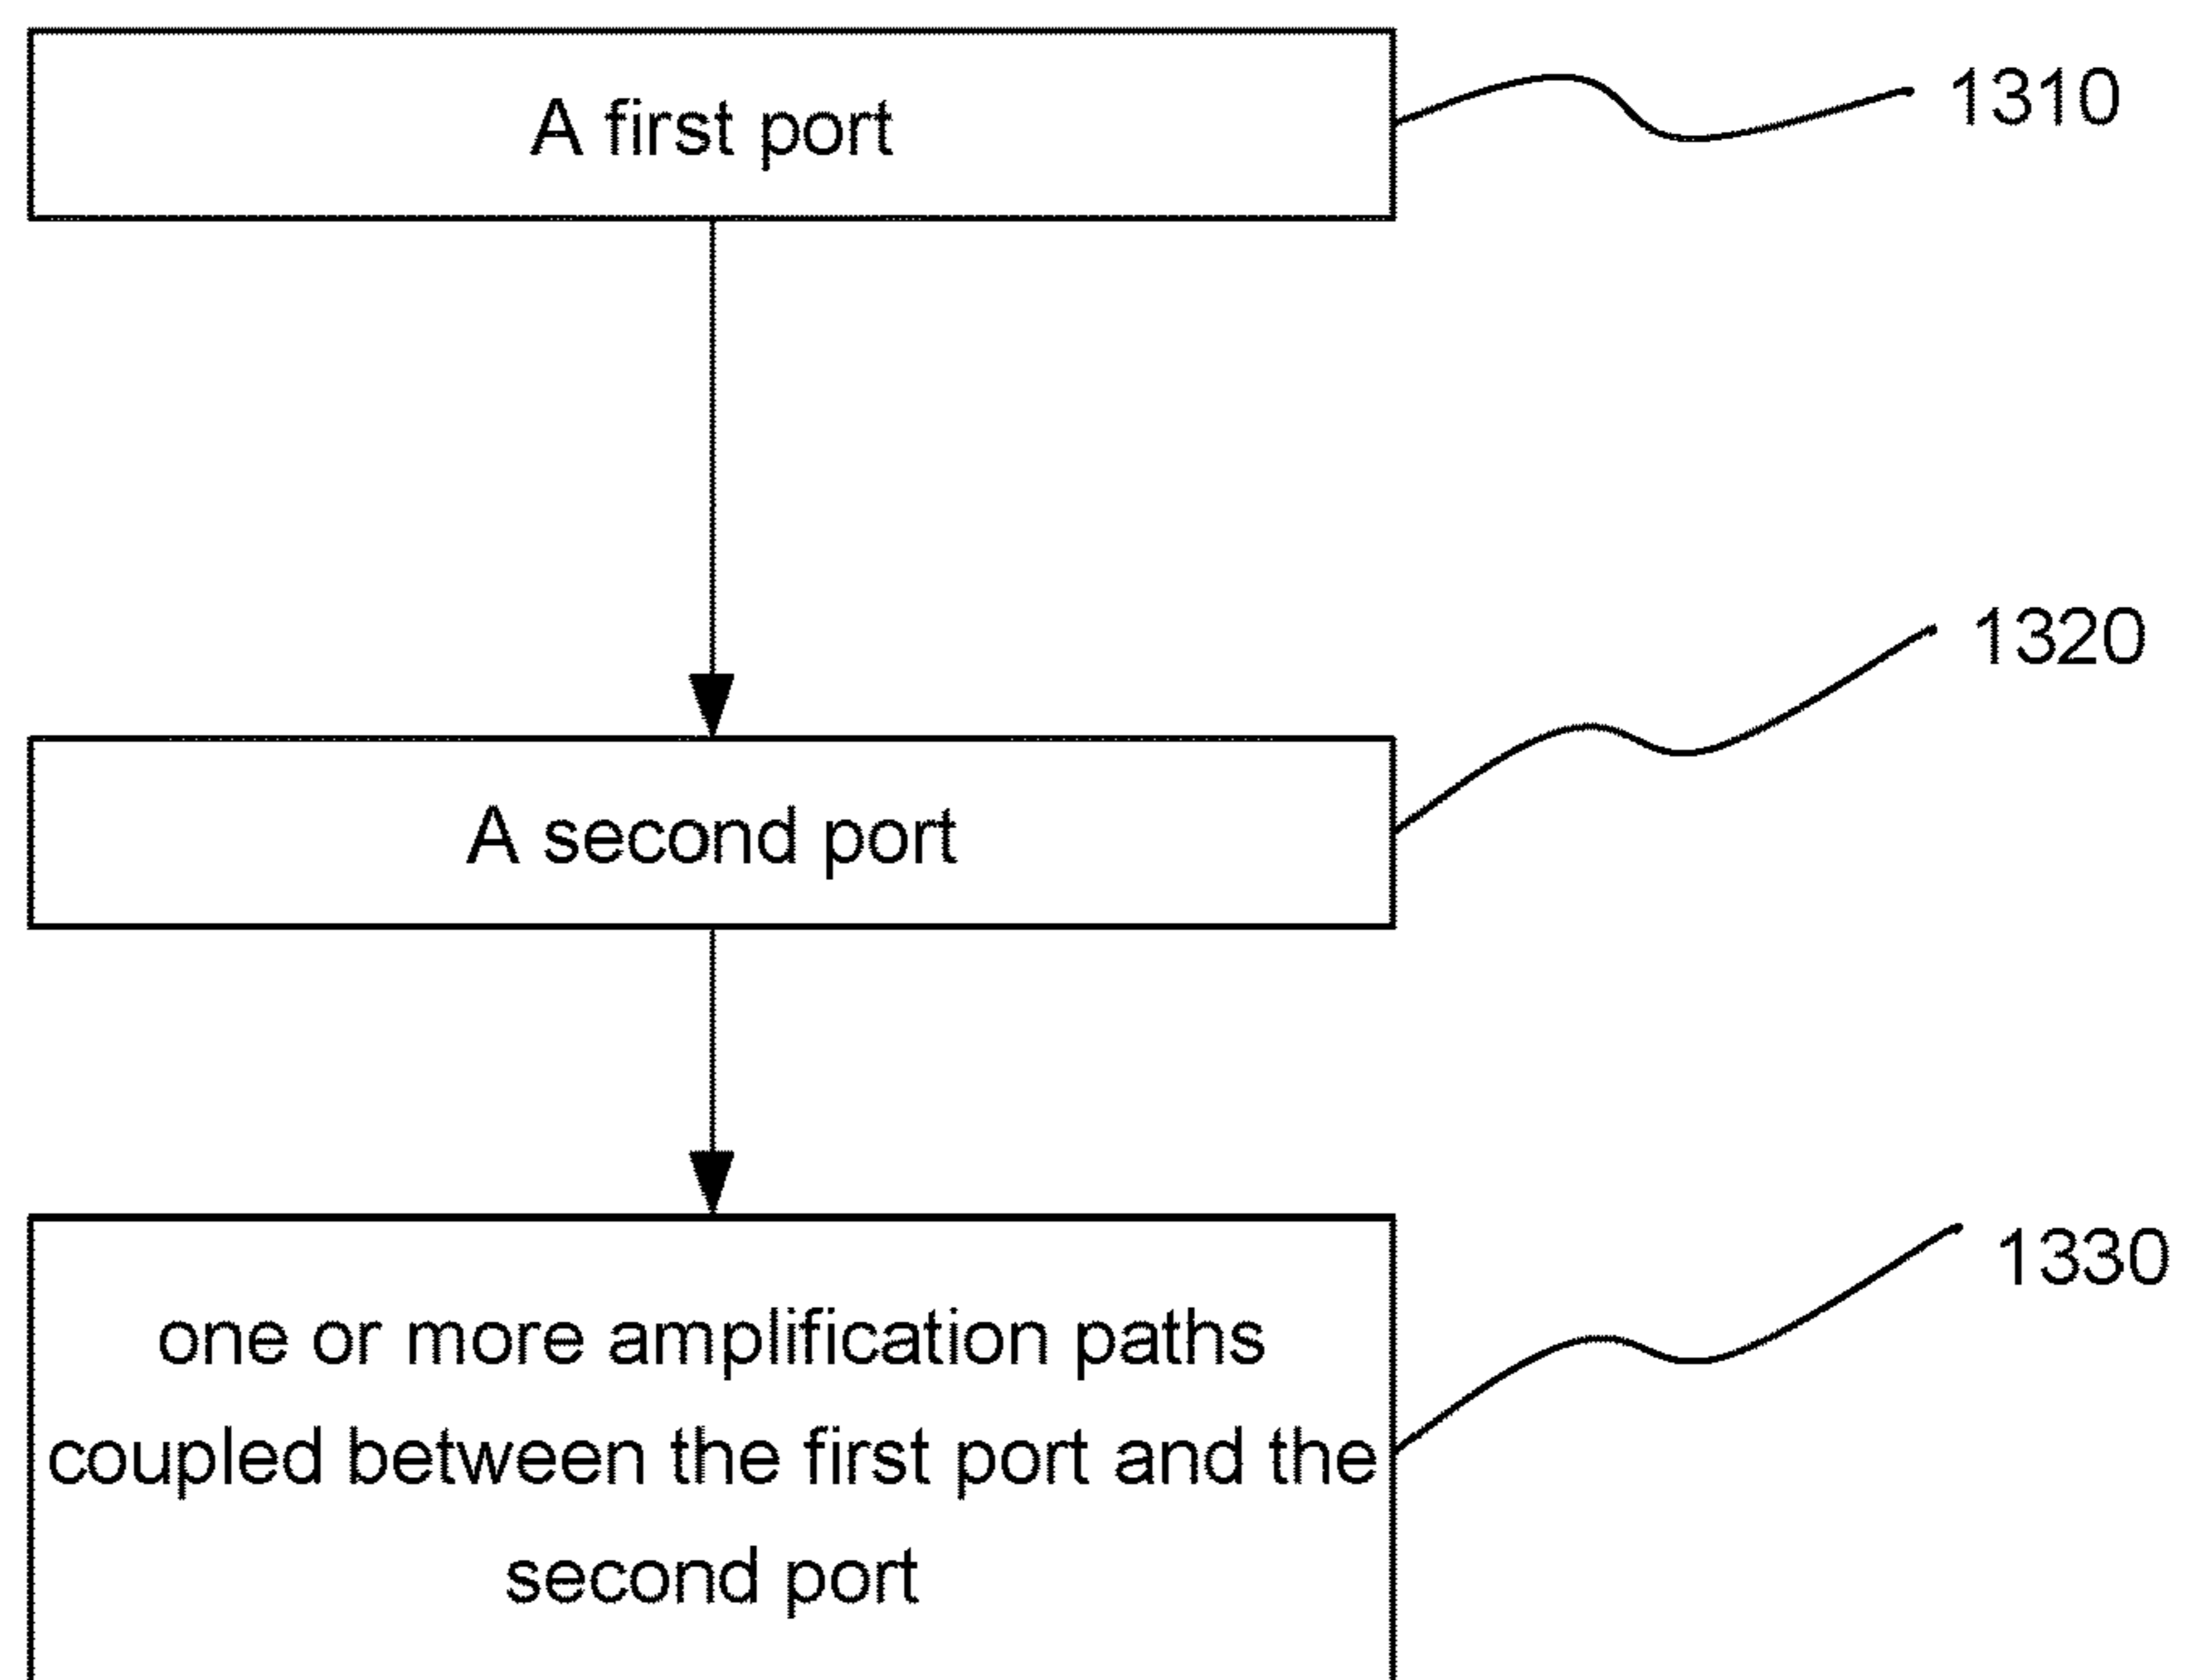 A first port
1310
A second port
1320
one or more amplification paths
coupled between the first port and the
second port
1330